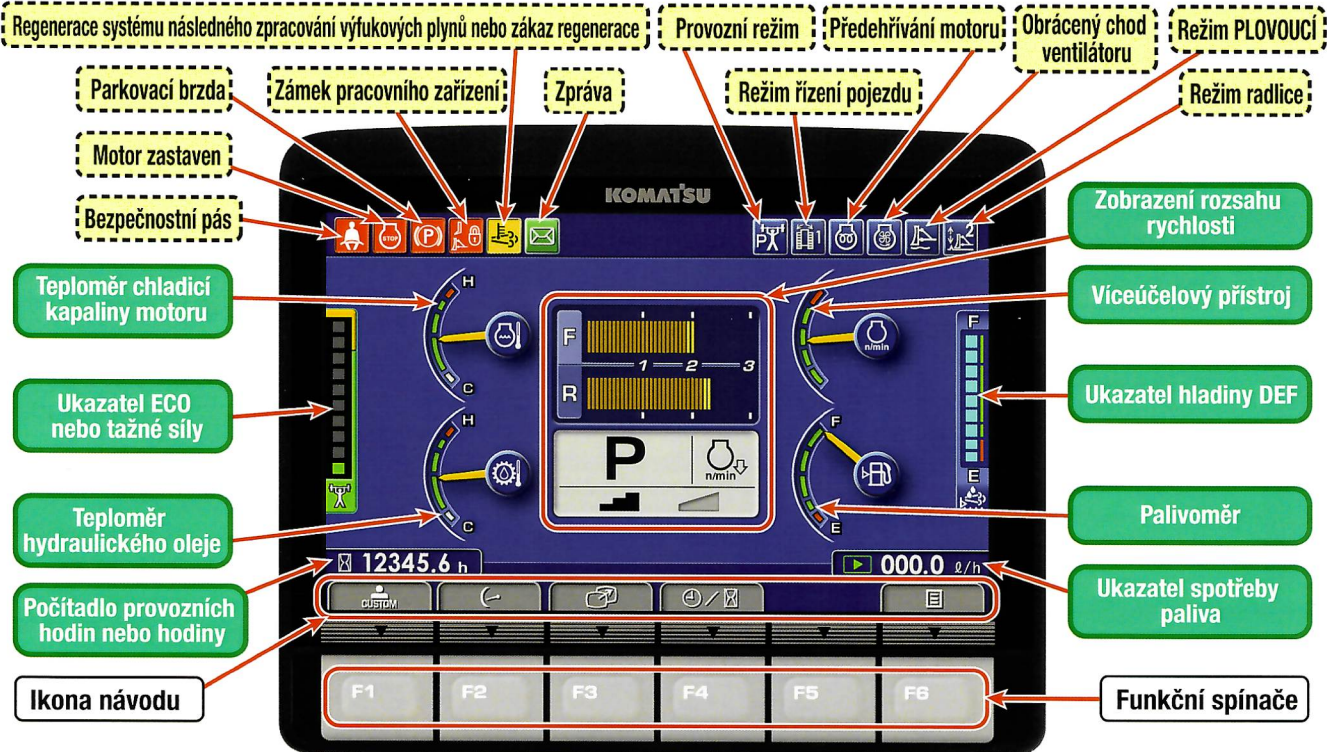 Regenerace systému následného zpracování výfukových plynů nebo zákaz regenerace
Provozní režim
Předehřívání motoru
Obrácený chod
ventilátoru
Režim PLOVOUCÍ
Parkovací brzda
Zámek pracovního zařízení
Zpráva
Režim řízení pojezdu
Režim radlice
Motor zastaven
Bezpečnostní pás
KOMATSU
Zobrazení rozsahu
rychlosti
STOP
P
P
1
2
Teploměr chladicí
kapaliny motoru
Víceúčelový přístroj
H
C
n/min
F
R
1 2 3
F
E
Ukazatel ECO
nebo tažné síly
Ukazatel hladiny DEF
H
C
P
n/min
F
E
Teploměr
hydraulického oleje
Palivoměr
12345.6 h
000.0 ℓ/h
Počítadlo provozních
hodin nebo hodiny
Ukazatel spotřeby
paliva
CUSTOM
Ikona návodu
F1 F2 F3 F4 F5 F6
Funkční spínače